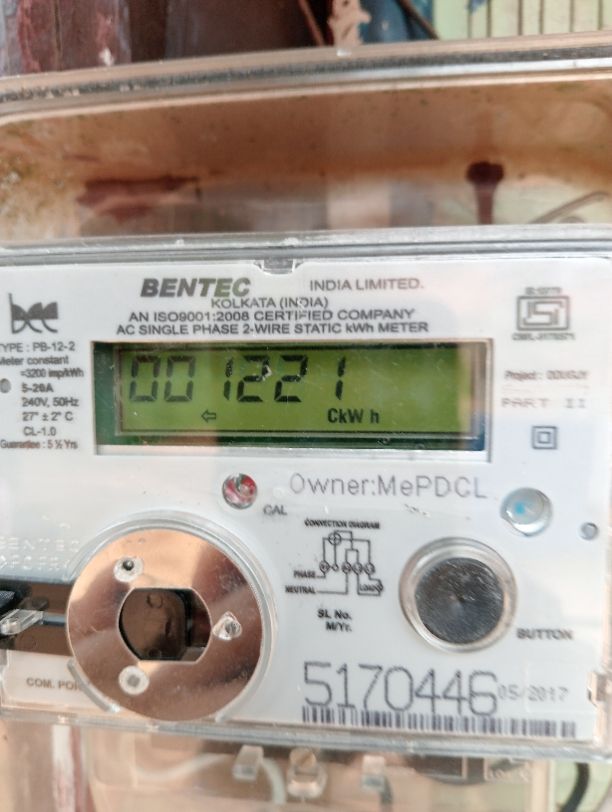 BENTEC INDIA LIMITED.
KOLKATA (INDIA)
AN ISO9001:2008 CERTIFIED COMPANY
AC SINGLE PHASE 2-WIRE STATIC kWh METER
TYPE : PB-12-2
Meter constant
=3200 imp/kWh
5-20A
240V, 50Hz
27° ± 2° C
CL-1.0
Guarantee : 5 ½ Yrs
001221
CkW h
Project : DDUGJY
PART II
Owner:MePDCL
CAL
CONNECTION DIAGRAM
PHASE
NEUTRAL
LOAD
SL No.
M/Yr.
BUTTON
COM. POR
5170446 05/2017